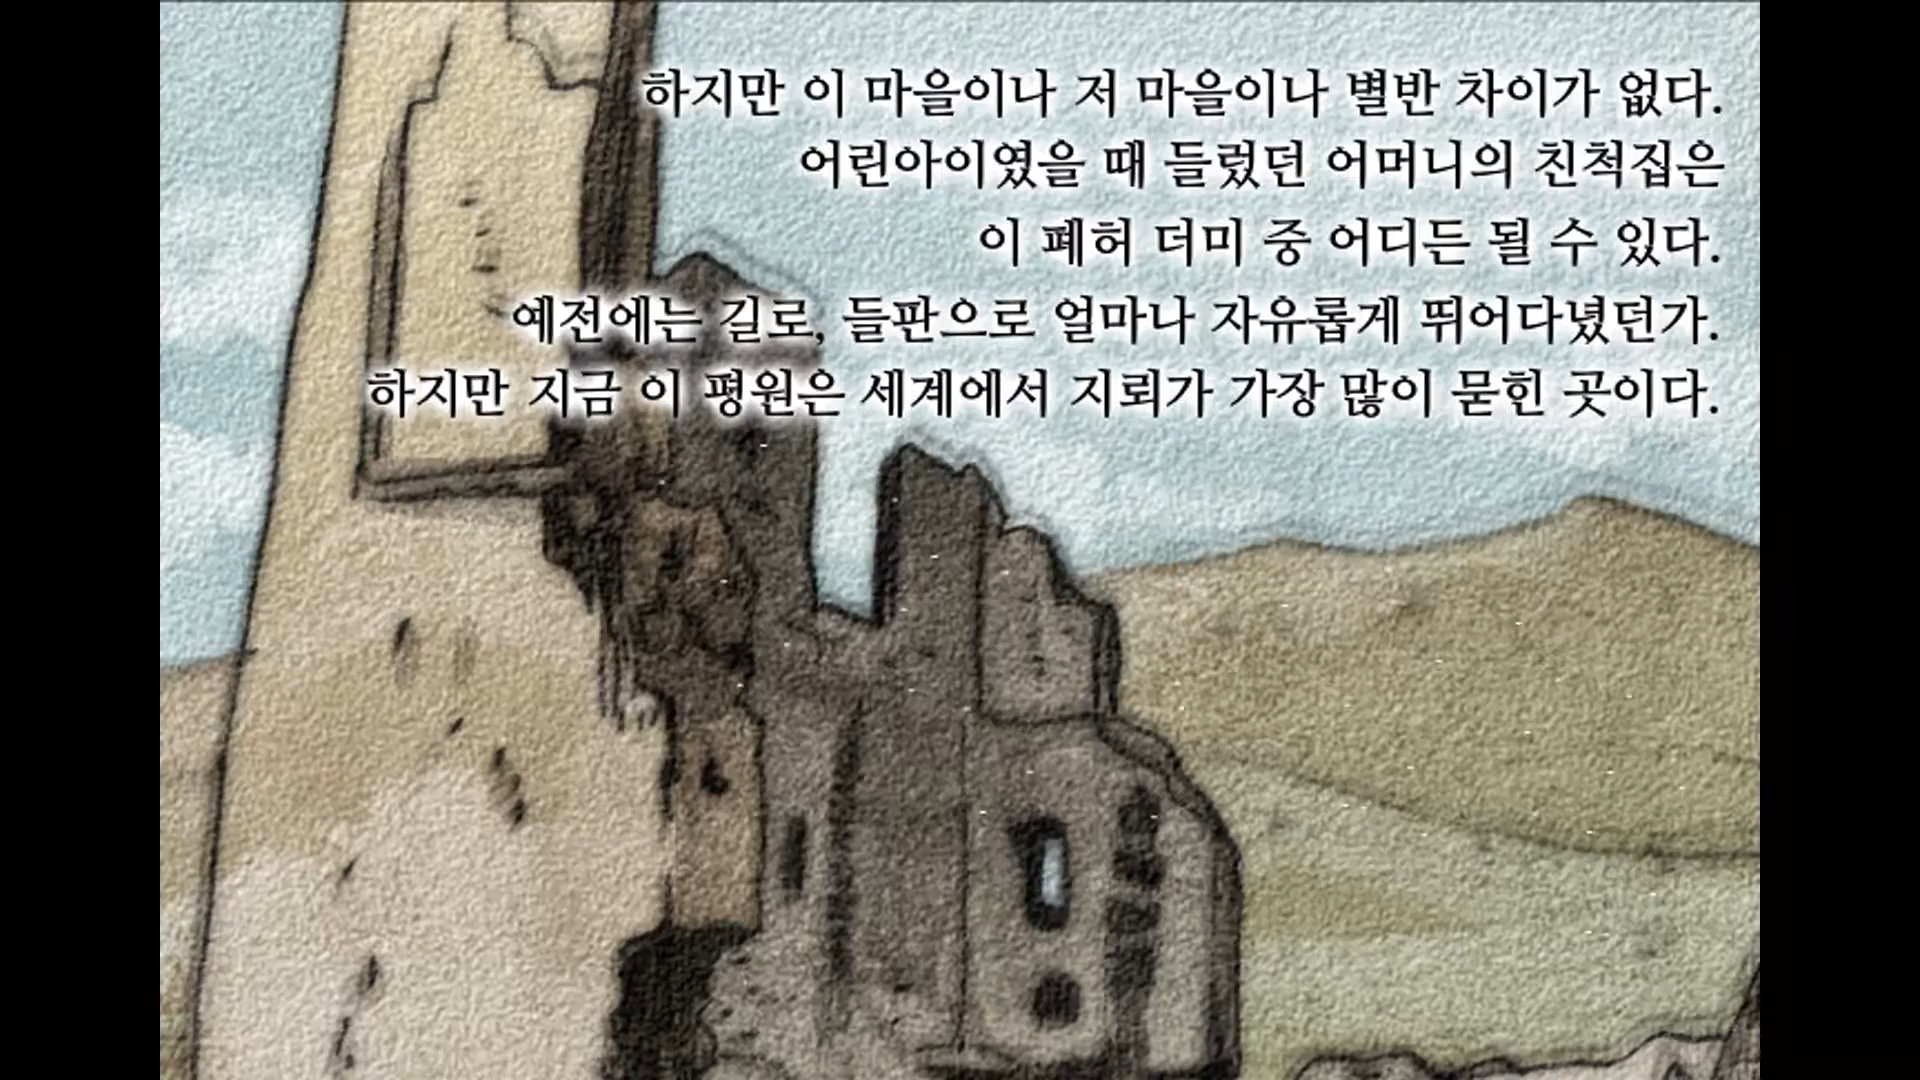 하지만 이 마을이나 저 마을이나 별반 차이가 없다.
어린아이였을 때 들렀던 어머니의 친척집은
이 폐허 더미 중 어디든 될 수 있다.
예전에는 길로, 들판으로 얼마나 자유롭게 뛰어다녔던가.
하지만 지금 이 평원은 세계에서 지뢰가 가장 많이 묻힌 곳이다.